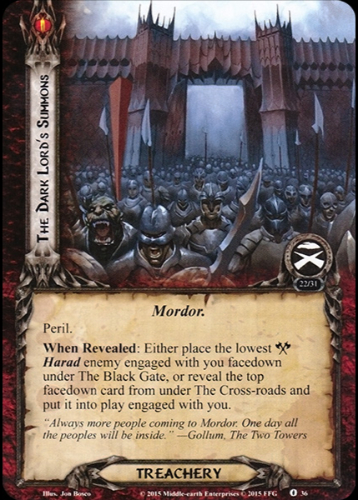 The Dark Lord's Summons
22/31
Mordor.
Peril.
When Revealed: Either place the lowest
Harad enemy engaged with you facedown
under The Black Gate, or reveal the top
facedown card from under The Cross-roads and
put it into play engaged with you.
“Always more people coming to Mordor. One day all
the peoples will be inside.” —Gollum, The Two Towers
Illus. Jon Bosco
© 2015 Middle-earth Enterprises © 2015 FFG
36
TREACHERY